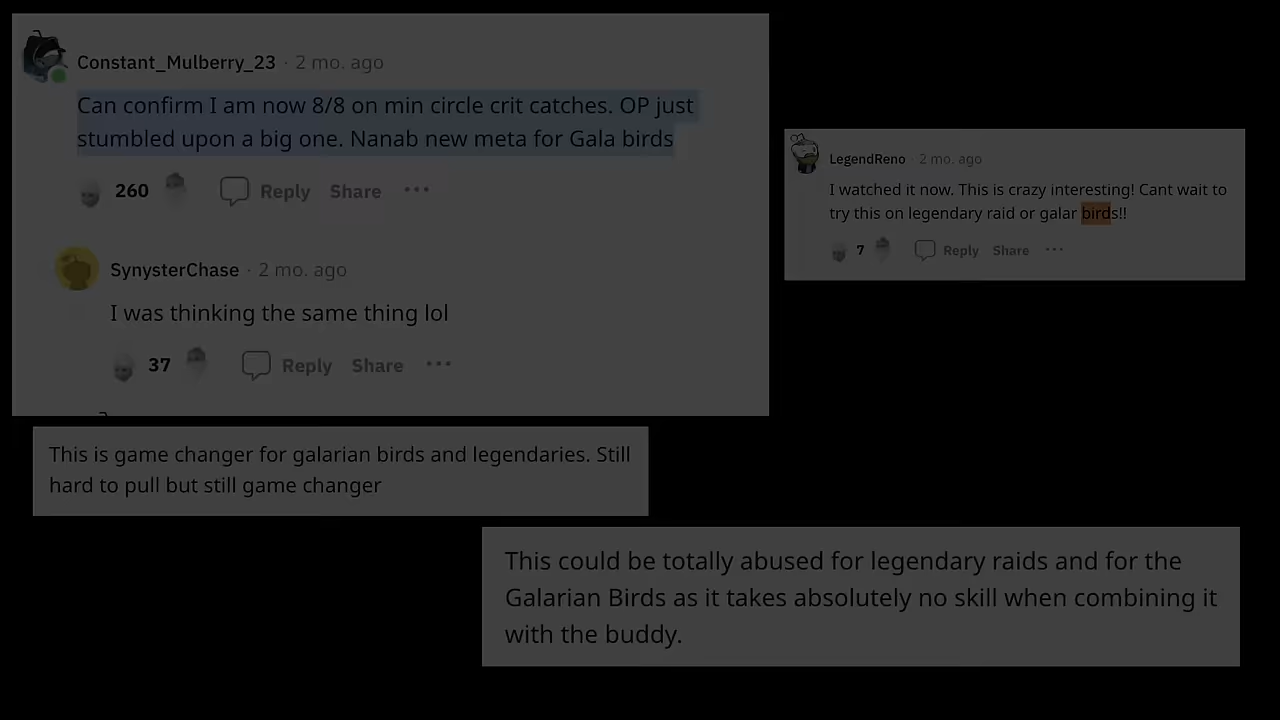 Constant_Mulberry_23 · 2 mo. ago
Can confirm I am now 8/8 on min circle crit catches. OP just
stumbled upon a big one. Nanab new meta for Gala birds
260 Reply Share ···
SynysterChase · 2 mo. ago
I was thinking the same thing lol
37 Reply Share ···
LegendReno · 2 mo. ago
I watched it now. This is crazy interesting! Cant wait to
try this on legendary raid or galar birds!!
7 Reply Share ···
This is game changer for galarian birds and legendaries. Still
hard to pull but still game changer
This could be totally abused for legendary raids and for the
Galarian Birds as it takes absolutely no skill when combining it
with the buddy.